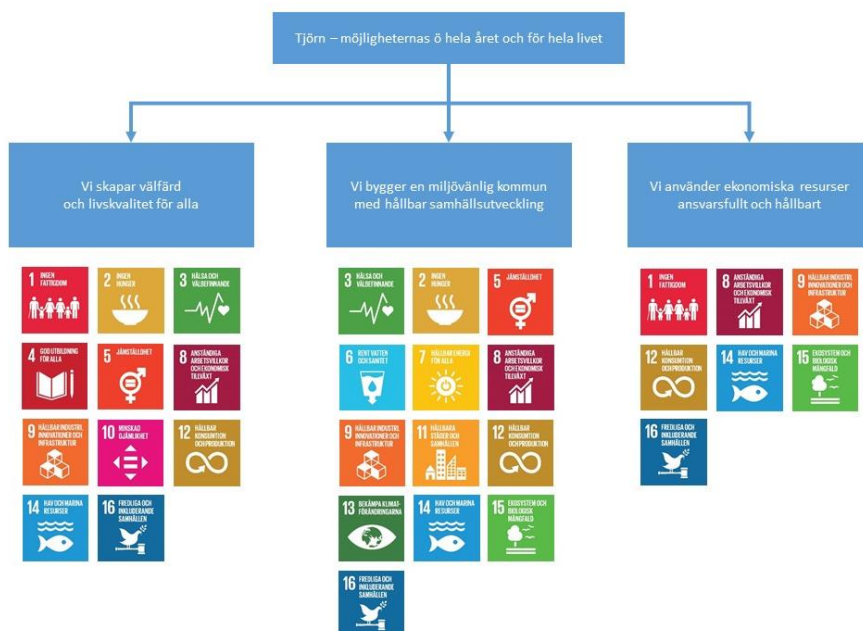 Tjörn – möjligheternas ö hela året och för hela livet
Vi skapar välfärd
och livskvalitet för alla
1 INGEN
FATTIGDOM
2 INGEN
HUNGER
3 HÄLSA OCH
VÄLBEFINNANDE
4 GOD UTBILDNING
FÖR ALLA
5 JÄMSTÄLLDHET
8 ANSTÄNDIGA
ARBETSVILLKOR
OCH EKONOMISK
TILLVÄXT
9 HÅLLBAR INDUSTRI,
INNOVATIONER OCH
INFRASTRUKTUR
10 MINSKAD
OJÄMLIKHET
12 HÅLLBAR
KONSUMTION
OCH PRODUKTION
14 HAV OCH MARINA
RESURSER
16 FREDLIGA OCH
INKLUDERANDE
SAMHÄLLEN
Vi bygger en miljövänlig kommun
med hållbar samhällsutveckling
3 HÄLSA OCH
VÄLBEFINNANDE
2 INGEN
HUNGER
5 JÄMSTÄLLDHET
6 RENT VATTEN
OCH SANITET
7 HÅLLBAR ENERGI
FÖR ALLA
8 ANSTÄNDIGA
ARBETSVILLKOR
OCH EKONOMISK
TILLVÄXT
9 HÅLLBAR INDUSTRI,
INNOVATIONER OCH
INFRASTRUKTUR
11 HÅLLBARA
STÄDER OCH
SAMHÄLLEN
12 HÅLLBAR
KONSUMTION
OCH PRODUKTION
13 BEKÄMPA KLIMAT-
FÖRÄNDRINGARNA
14 HAV OCH MARINA
RESURSER
15 EKOSYSTEM OCH
BIOLOGISK
MÅNGFALD
16 FREDLIGA OCH
INKLUDERANDE
SAMHÄLLEN
Vi använder ekonomiska resurser
ansvarsfullt och hållbart
1 INGEN
FATTIGDOM
8 ANSTÄNDIGA
ARBETSVILLKOR
OCH EKONOMISK
TILLVÄXT
9 HÅLLBAR INDUSTRI,
INNOVATIONER OCH
INFRASTRUKTUR
12 HÅLLBAR
KONSUMTION
OCH PRODUKTION
14 HAV OCH MARINA
RESURSER
15 EKOSYSTEM OCH
BIOLOGISK
MÅNGFALD
16 FREDLIGA OCH
INKLUDERANDE
SAMHÄLLEN